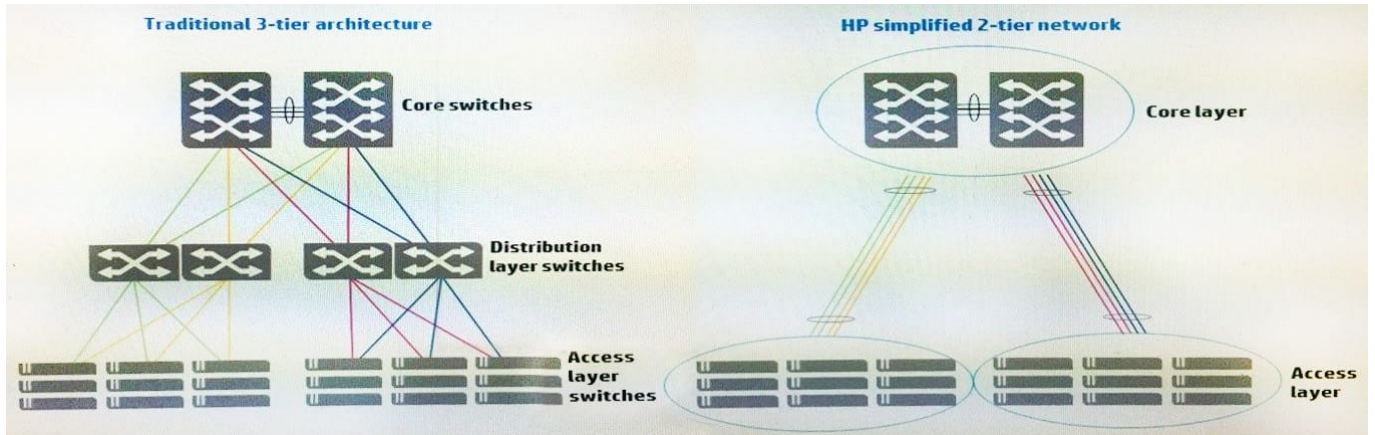 Traditional 3-tier architecture
Core switches
Distribution
layer switches
Access
layer
switches
HP simplified 2-tier network
Core layer
Access
layer